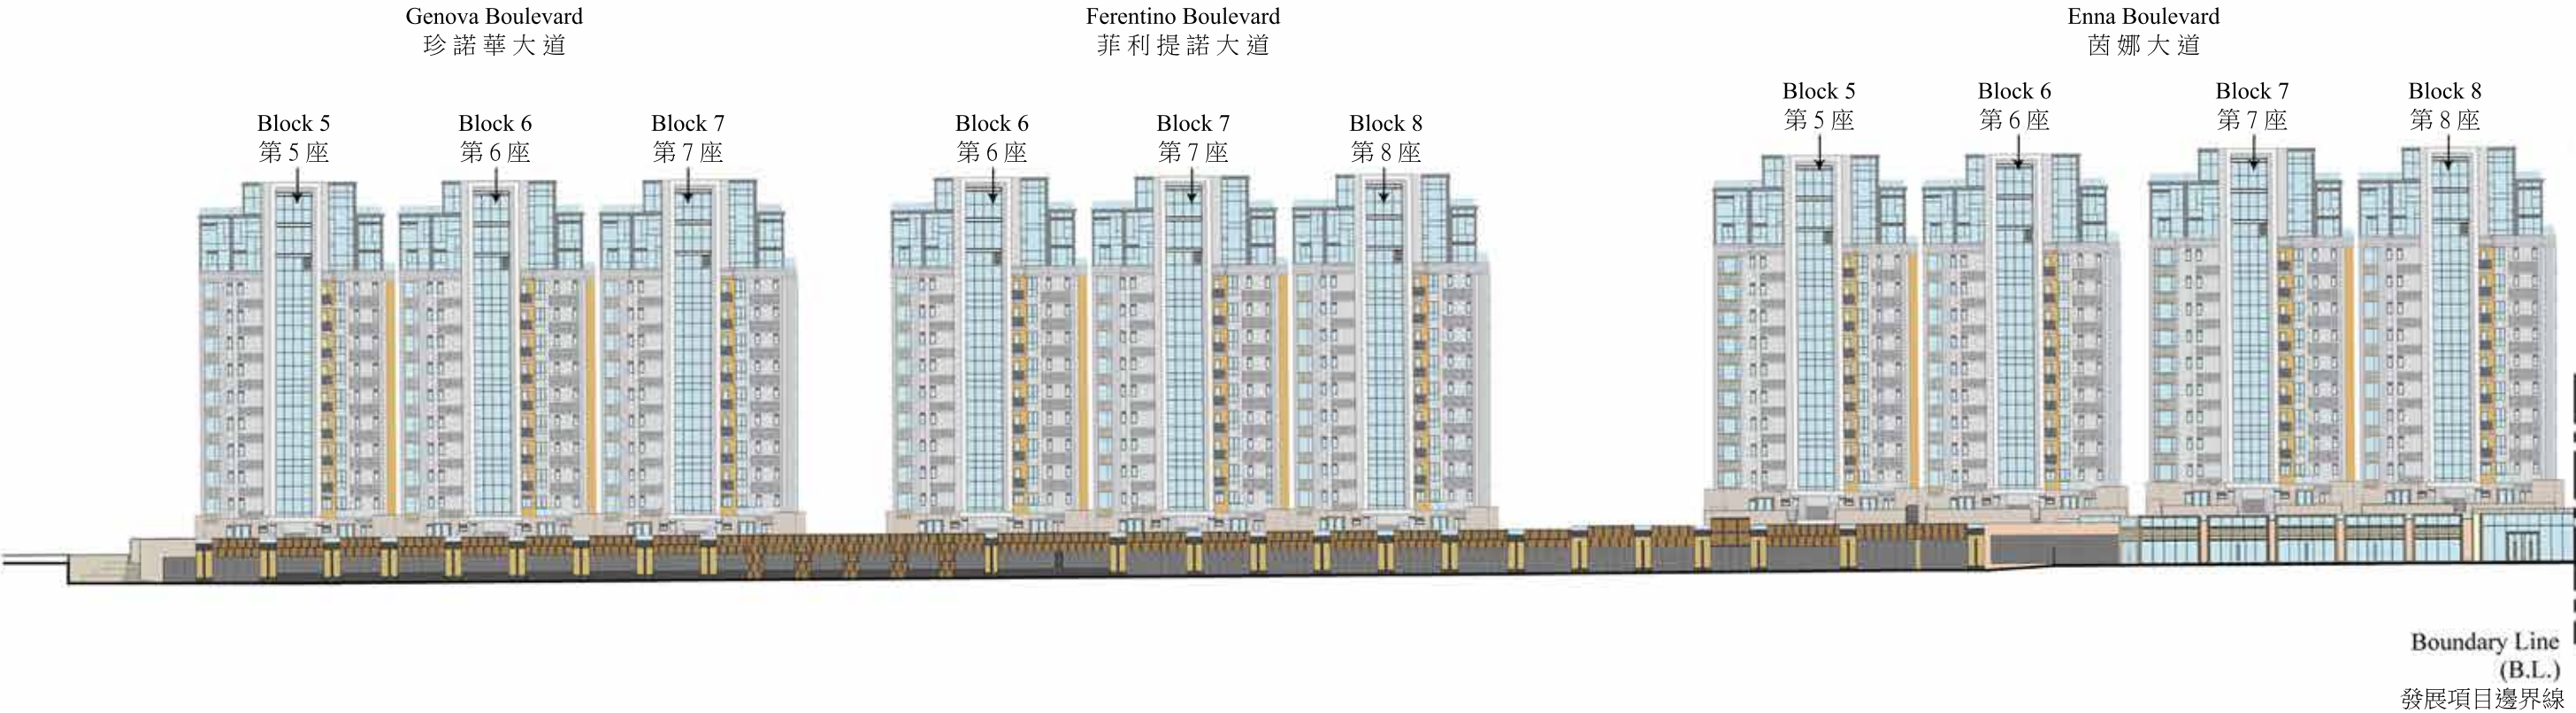 Genova Boulevard
珍諾華大道
Ferentino Boulevard
菲利提諾大道
Enna Boulevard
茵娜大道
Block 5
第5座
Block 6
第6座
Block 7
第7座
Block 6
第6座
Block 7
第7座
Block 8
第8座
Block 5
第5座
Block 6
第6座
Block 7
第7座
Block 8
第8座
Boundary Line
(B.L.)
發展項目邊界線